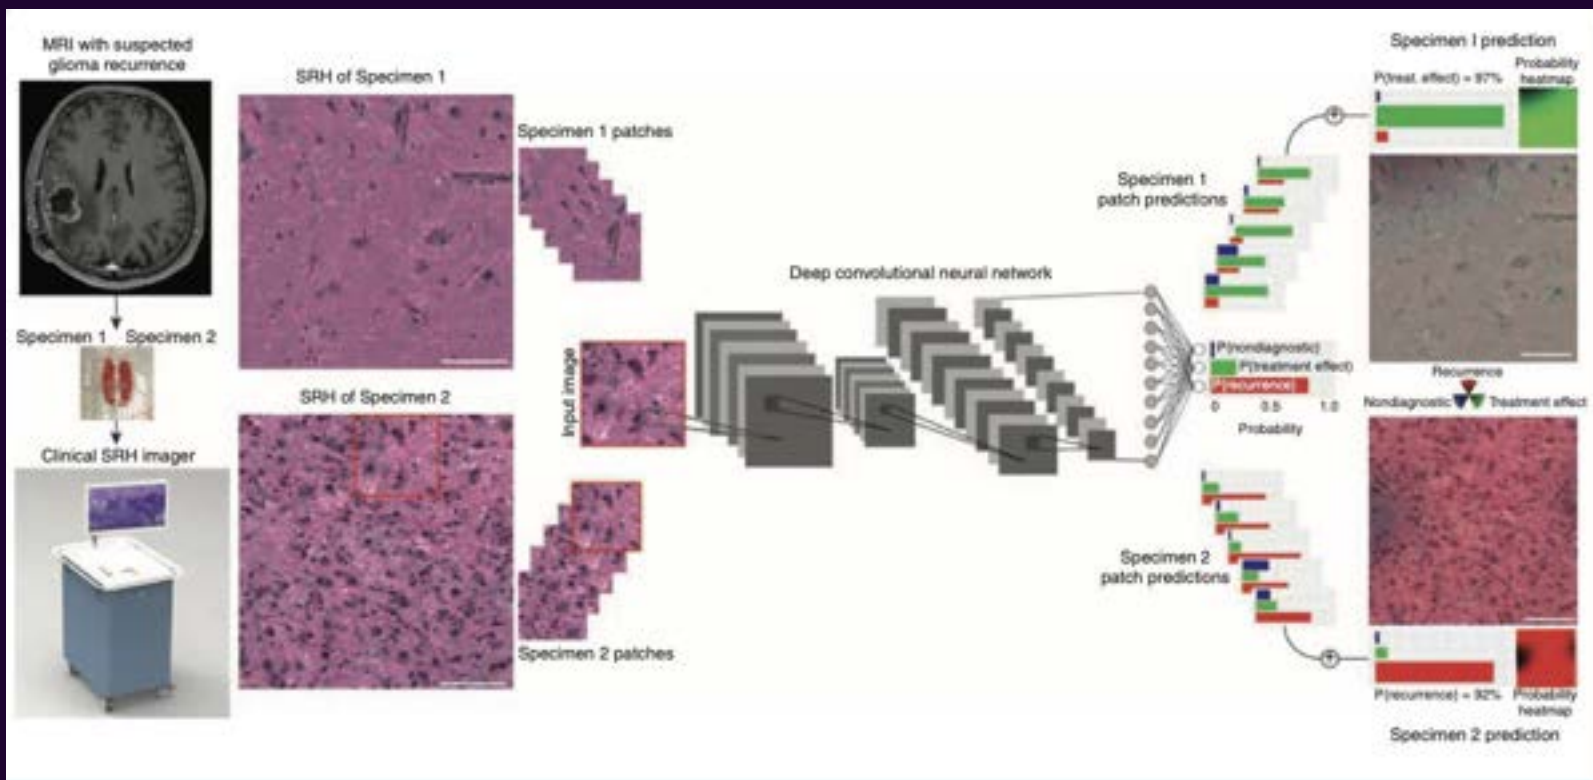 MRI with suspected
glioma recurrence
Specimen 1 Specimen 2
Clinical SRH imager
SRH of Specimen 1
Specimen 1 patches
SRH of Specimen 2
Specimen 2 patches
Input image
Deep convolutional neural network
Specimen 1
patch predictions
P(nondiagnostic)
P(treatment effect)
P(recurrence)
0 0.5 1.0
Probability
Specimen 2
patch predictions
Specimen I prediction
P(treat. effect) = 97%
Probability
heatmap
Recurrence
Nondiagnostic Treatment effect
P(recurrence) = 92%
Probability
heatmap
Specimen 2 prediction